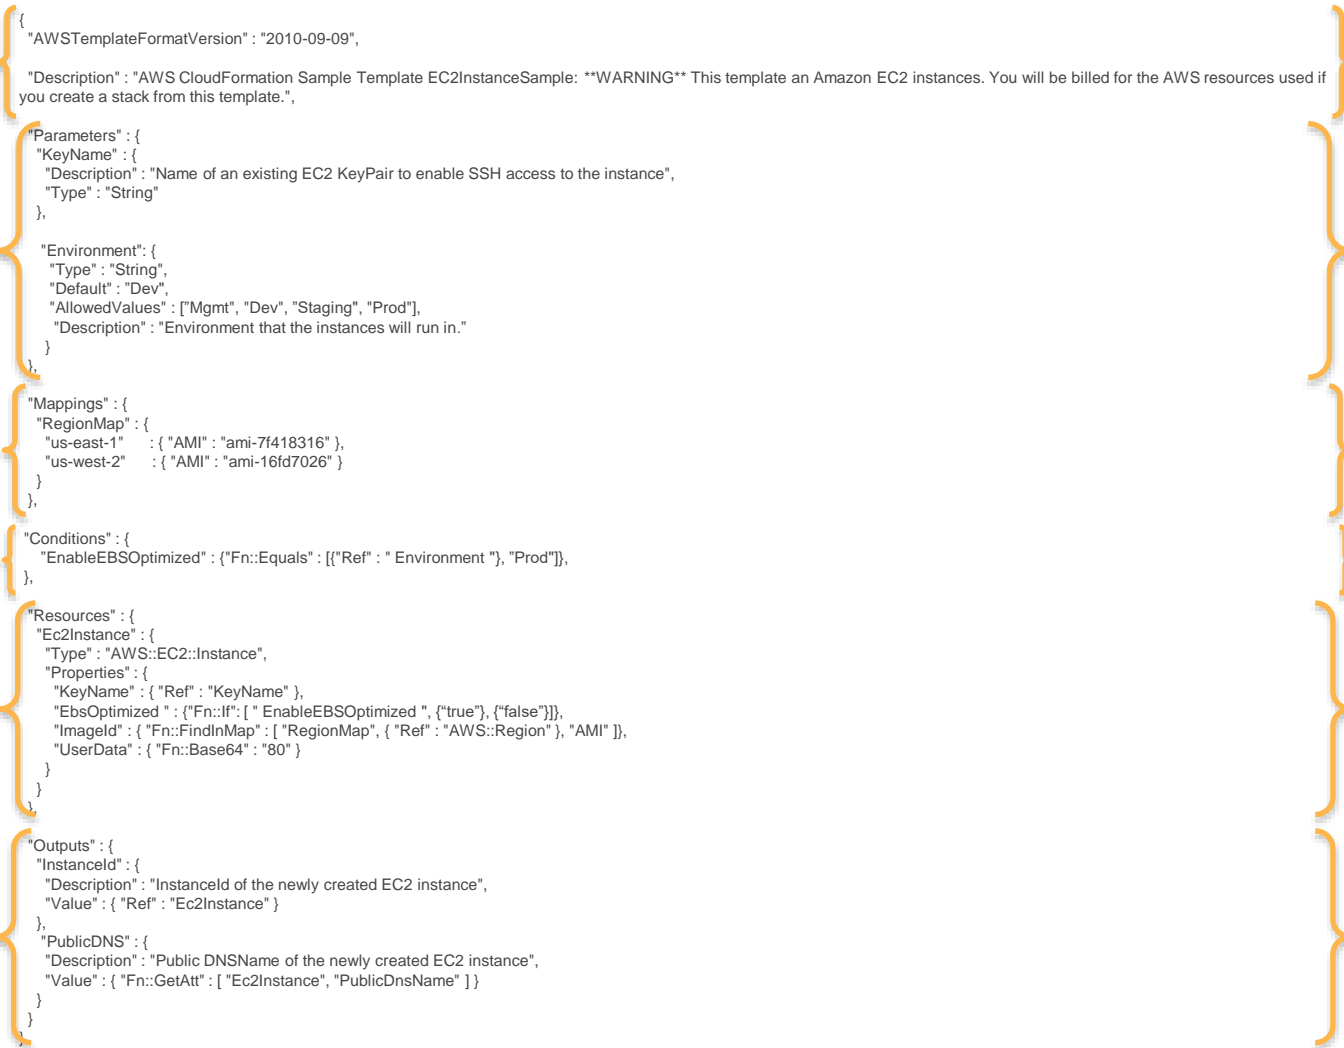 {
"AWSTemplateFormatVersion" : "2010-09-09",
"Description" : "AWS CloudFormation Sample Template EC2InstanceSample: **WARNING** This template an Amazon EC2 instances. You will be billed for the AWS resources used if
you create a stack from this template.",
"Parameters" : {
"KeyName" : {
"Description" : "Name of an existing EC2 KeyPair to enable SSH access to the instance",
"Type" : "String"
},
"Environment": {
"Type" : "String",
"Default" : ”Dev",
"AllowedValues" : [”Mgmt", "Dev", ”Staging", "Prod"],
"Description" : "Environment that the instances will run in.”
}
},
"Mappings" : {
"RegionMap" : {
"us-east-1" : { "AMI" : "ami-7f418316" },
"us-west-2" : { "AMI" : "ami-16fd7026" }
}
},
"Conditions" : {
”EnableEBSOptimized" : {"Fn::Equals" : [{"Ref" : " Environment "}, ”Prod"]},
},
"Resources" : {
"Ec2Instance" : {
"Type" : "AWS::EC2::Instance",
"Properties" : {
"KeyName" : { "Ref" : "KeyName" },
"EbsOptimized " : {"Fn::If": [ " EnableEBSOptimized ", {“true”}, {“false”}]},
"ImageId" : { "Fn::FindInMap" : [ "RegionMap", { "Ref" : "AWS::Region" }, "AMI" ]},
"UserData" : { "Fn::Base64" : "80" }
}
}
},
"Outputs" : {
"InstanceId" : {
"Description" : "InstanceId of the newly created EC2 instance",
"Value" : { "Ref" : "Ec2Instance" }
},
"PublicDNS" : {
"Description" : "Public DNSName of the newly created EC2 instance",
"Value" : { "Fn::GetAtt" : [ "Ec2Instance", "PublicDnsName" ] }
}
}
}